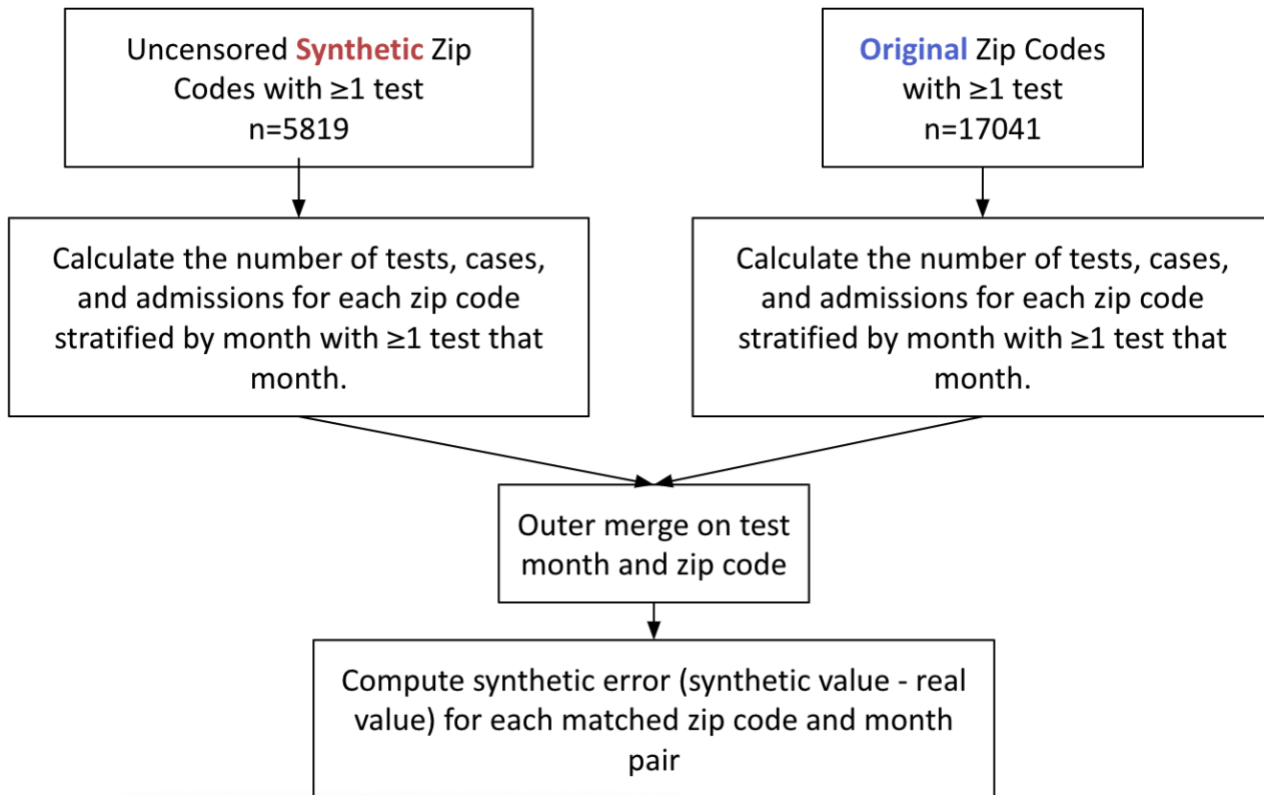 Uncensored Synthetic Zip
Codes with ≥1 test
n=5819
Original Zip Codes
with ≥1 test
n=17041
Calculate the number of tests, cases,
and admissions for each zip code
stratified by month with ≥1 test that
month.
Calculate the number of tests, cases,
and admissions for each zip code
stratified by month with ≥1 test that
month.
Outer merge on test
month and zip code
Compute synthetic error (synthetic value - real
value) for each matched zip code and month
pair